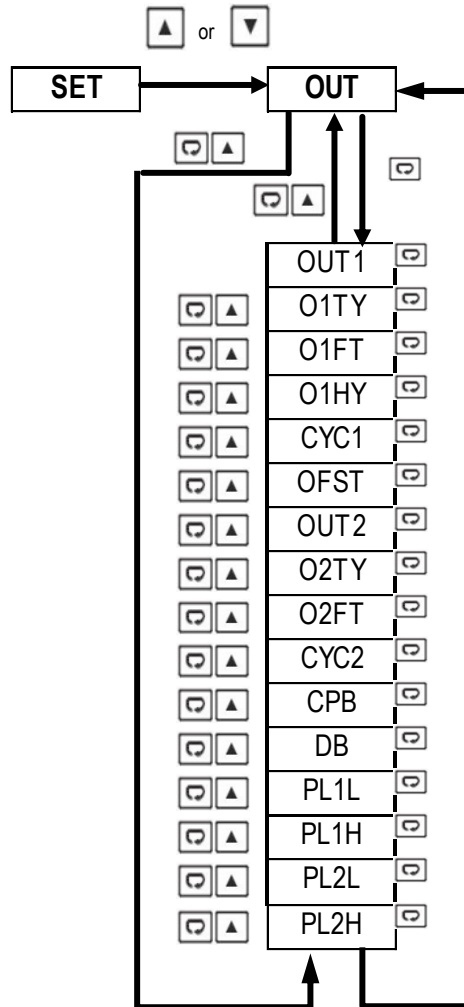 or
SET OUT
OUT1
O1TY
O1FT
O1HY
CYC1
OFST
OUT2
O2TY
O2FT
CYC2
CPB
DB
PL1L
PL1H
PL2L
PL2H